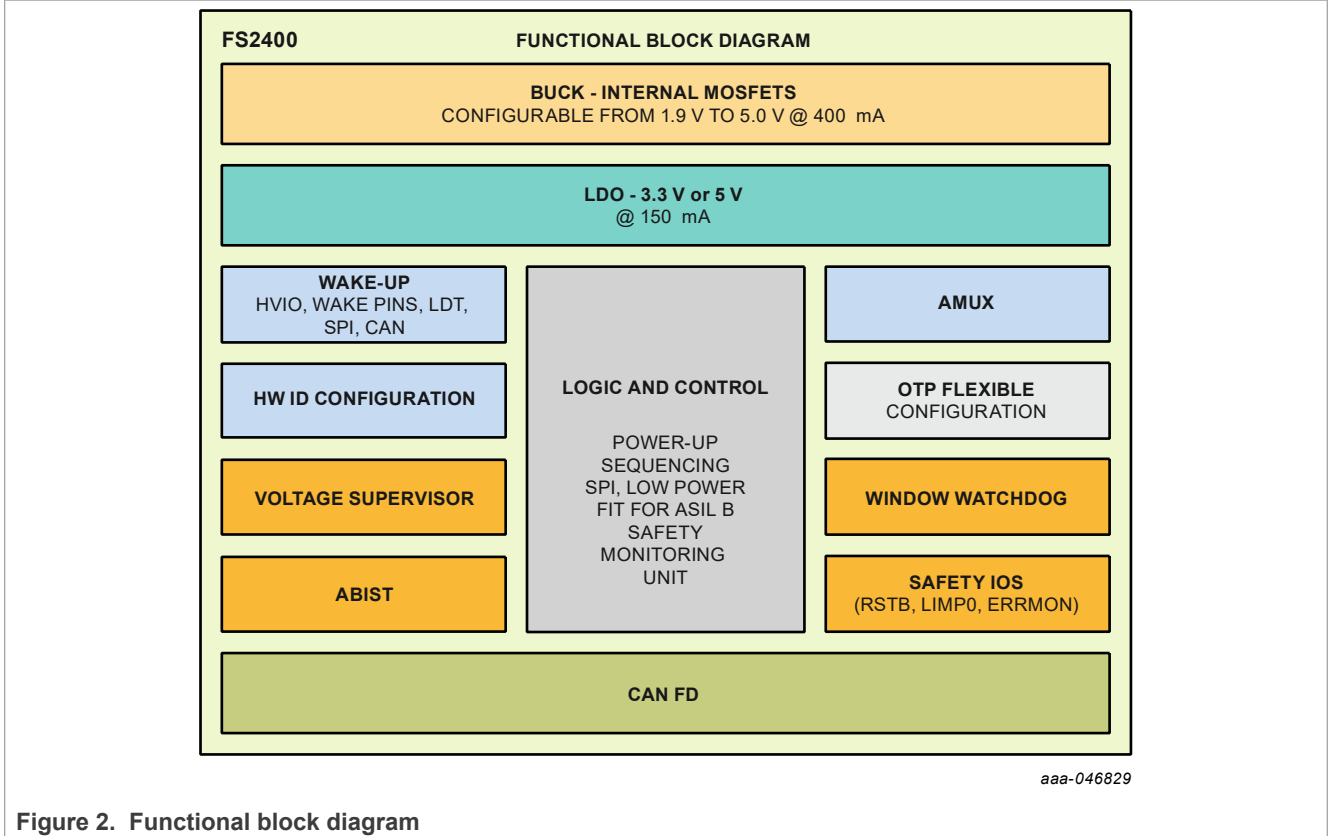 FS2400
FUNCTIONAL BLOCK DIAGRAM
BUCK - INTERNAL MOSFETS
CONFIGURABLE FROM 1.9 V TO 5.0 V @ 400 mA
LDO - 3.3 V or 5 V
@ 150 mA
WAKE-UP
HVIO, WAKE PINS, LDT,
SPI, CAN
HW ID CONFIGURATION
VOLTAGE SUPERVISOR
ABIST
LOGIC AND CONTROL
POWER-UP
SEQUENCING
SPI, LOW POWER
FIT FOR ASIL B
SAFETY
MONITORING
UNIT
AMUX
OTP FLEXIBLE
CONFIGURATION
WINDOW WATCHDOG
SAFETY IOS
(RSTB, LIMP0, ERRMON)
CAN FD
aaa-046829
Figure 2. Functional block diagram